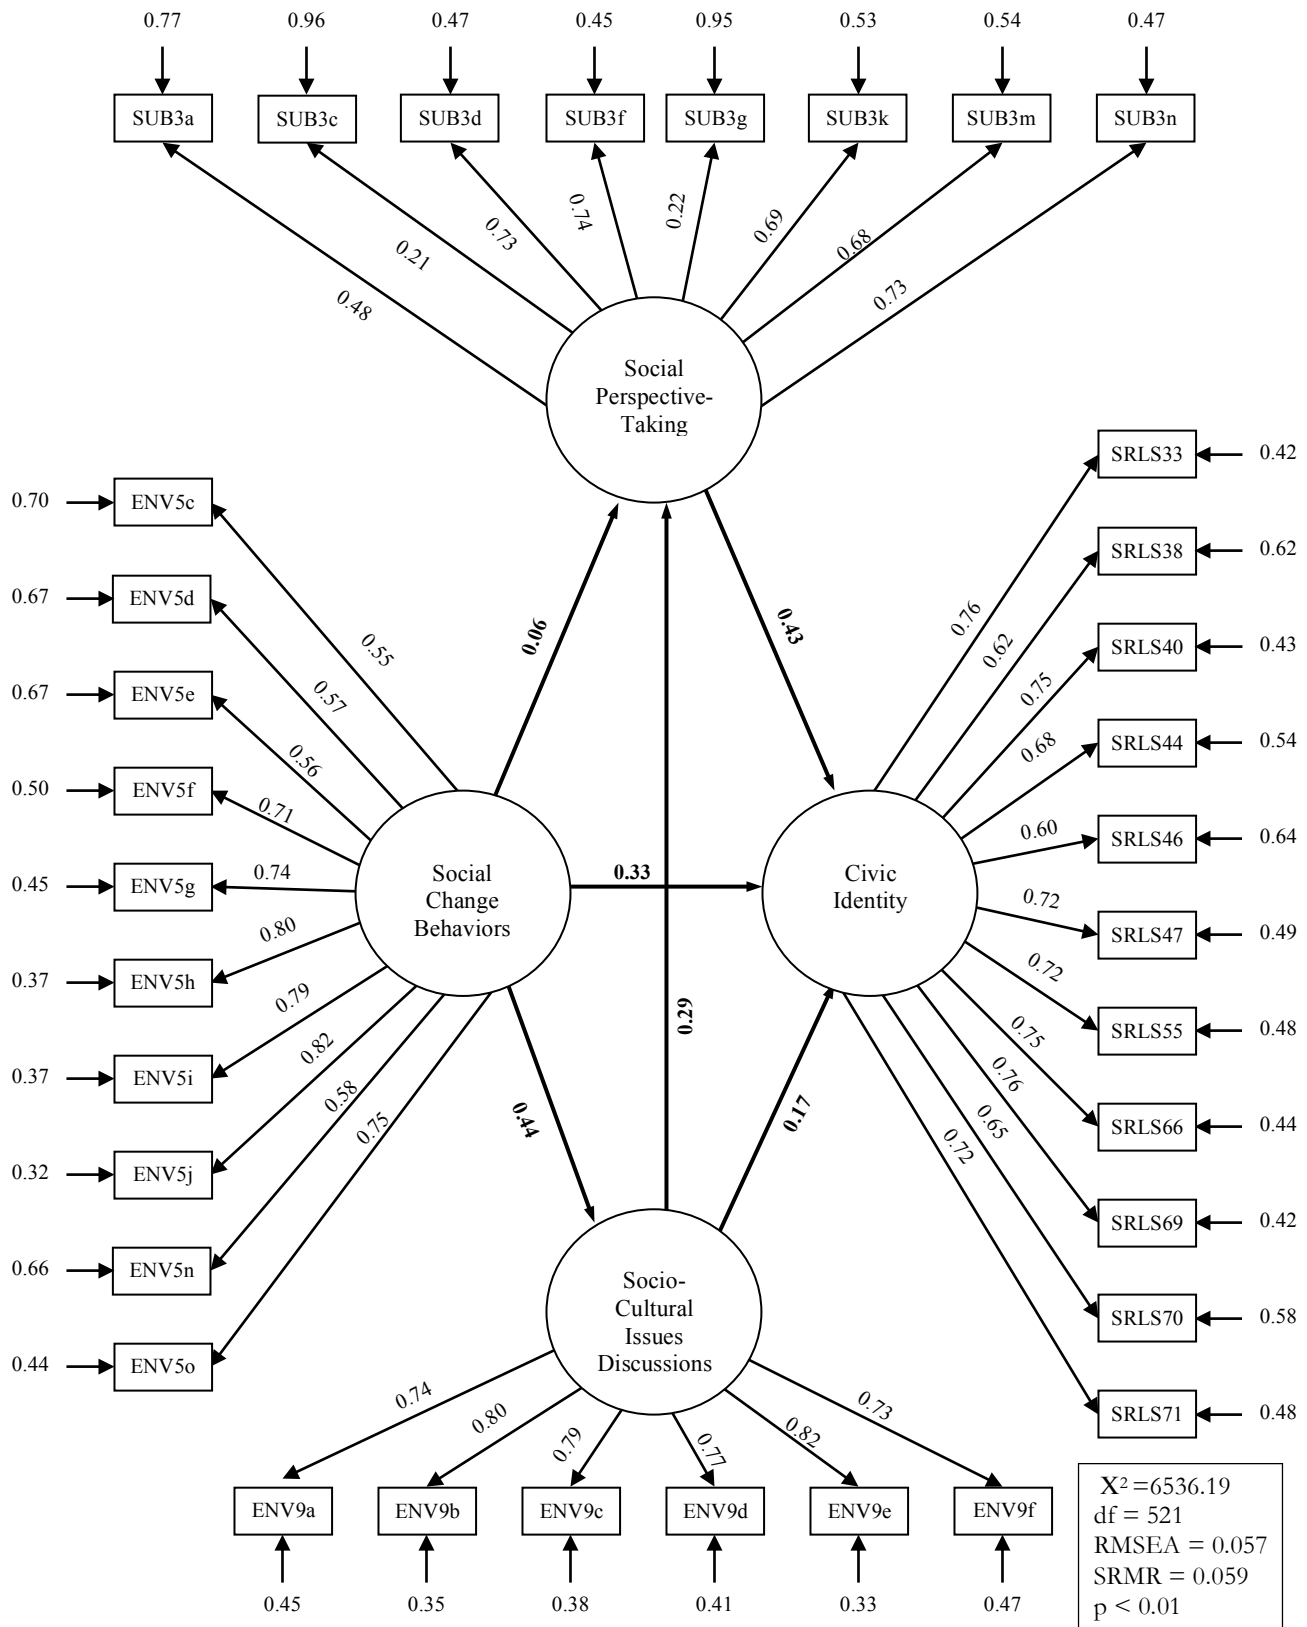 0.77 0.96 0.47 0.45 0.95 0.53 0.54 0.47
SUB3a SUB3c SUB3d SUB3f SUB3g SUB3k SUB3m SUB3n
0.48 0.21 0.73 0.74 0.22 0.69 0.68 0.73
Social
Perspective-
Taking
0.70 ENV5c
0.67 ENV5d
0.67 ENV5e
0.50 ENV5f
0.45 ENV5g
0.37 ENV5h
0.37 ENV5i
0.32 ENV5j
0.66 ENV5n
0.44 ENV5o
0.55
0.57
0.56
0.71
0.74
0.80
0.79
0.82
0.58
0.75
Social
Change
Behaviors
0.06
0.43
0.33
0.29
0.44
0.17
Civic
Identity
0.76
0.62
0.75
0.68
0.60
0.72
0.72
0.75
0.76
0.65
0.72
SRLS33 0.42
SRLS38 0.62
SRLS40 0.43
SRLS44 0.54
SRLS46 0.64
SRLS47 0.49
SRLS55 0.48
SRLS66 0.44
SRLS69 0.42
SRLS70 0.58
SRLS71 0.48
Socio-
Cultural
Issues
Discussions
0.74 0.80 0.79 0.77 0.82 0.73
ENV9a ENV9b ENV9c ENV9d ENV9e ENV9f
0.45 0.35 0.38 0.41 0.33 0.47
X² =6536.19
df = 521
RMSEA = 0.057
SRMR = 0.059
p < 0.01